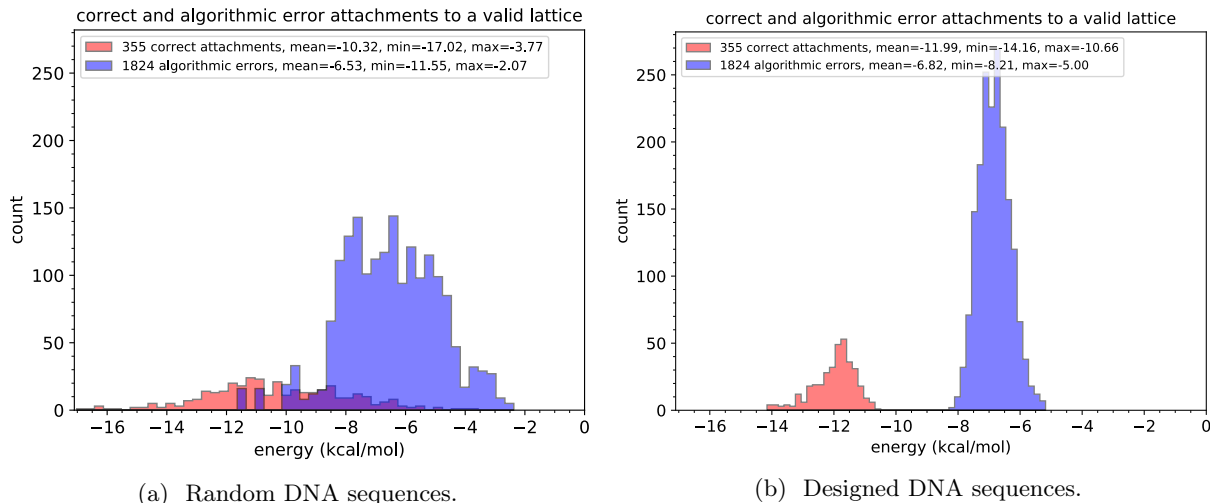 correct and algorithmic error attachments to a valid lattice
355 correct attachments, mean=-10.32, min=-17.02, max=-3.77
1824 algorithmic errors, mean=-6.53, min=-11.55, max=-2.07
250
200
150
100
50
0
count
−16 −14 −12 −10 −8 −6 −4 −2 0
energy (kcal/mol)
(a) Random DNA sequences.
correct and algorithmic error attachments to a valid lattice
355 correct attachments, mean=-11.99, min=-14.16, max=-10.66
1824 algorithmic errors, mean=-6.82, min=-8.21, max=-5.00
250
200
150
100
50
0
count
−16 −14 −12 −10 −8 −6 −4 −2 0
energy (kcal/mol)
(b) Designed DNA sequences.